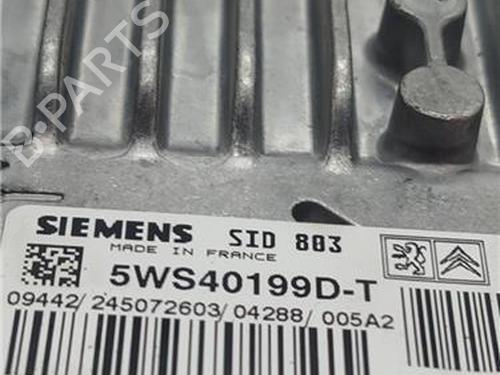 B-PARTS
SIEMENS SID 803
MADE IN FRANCE
5WS40199D-T
09442/245072603/04288/005A2